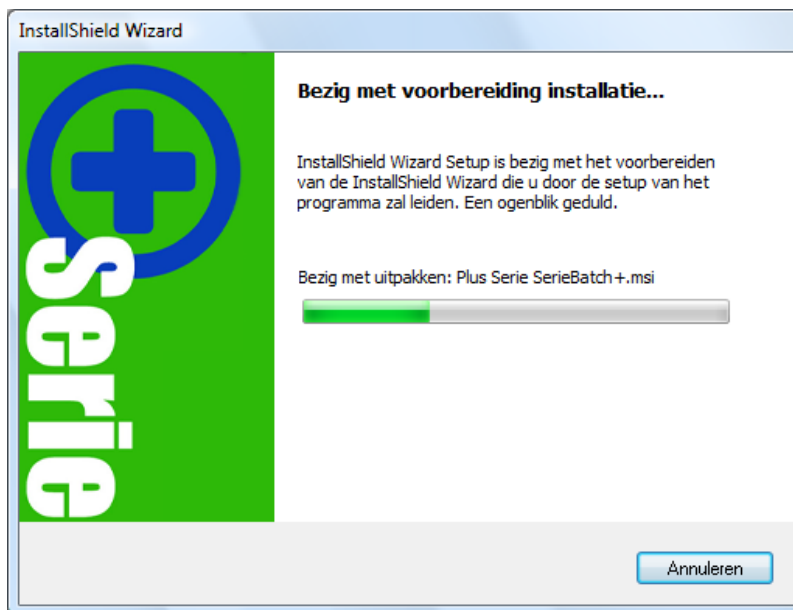 InstallShield Wizard
Serie
Bezig met voorbereiding installatie...
InstallShield Wizard Setup is bezig met het voorbereiden
van de InstallShield Wizard die u door de setup van het
programma zal leiden. Een ogenblik geduld.
Bezig met uitpakken: Plus Serie SerieBatch+.msi
Annuleren